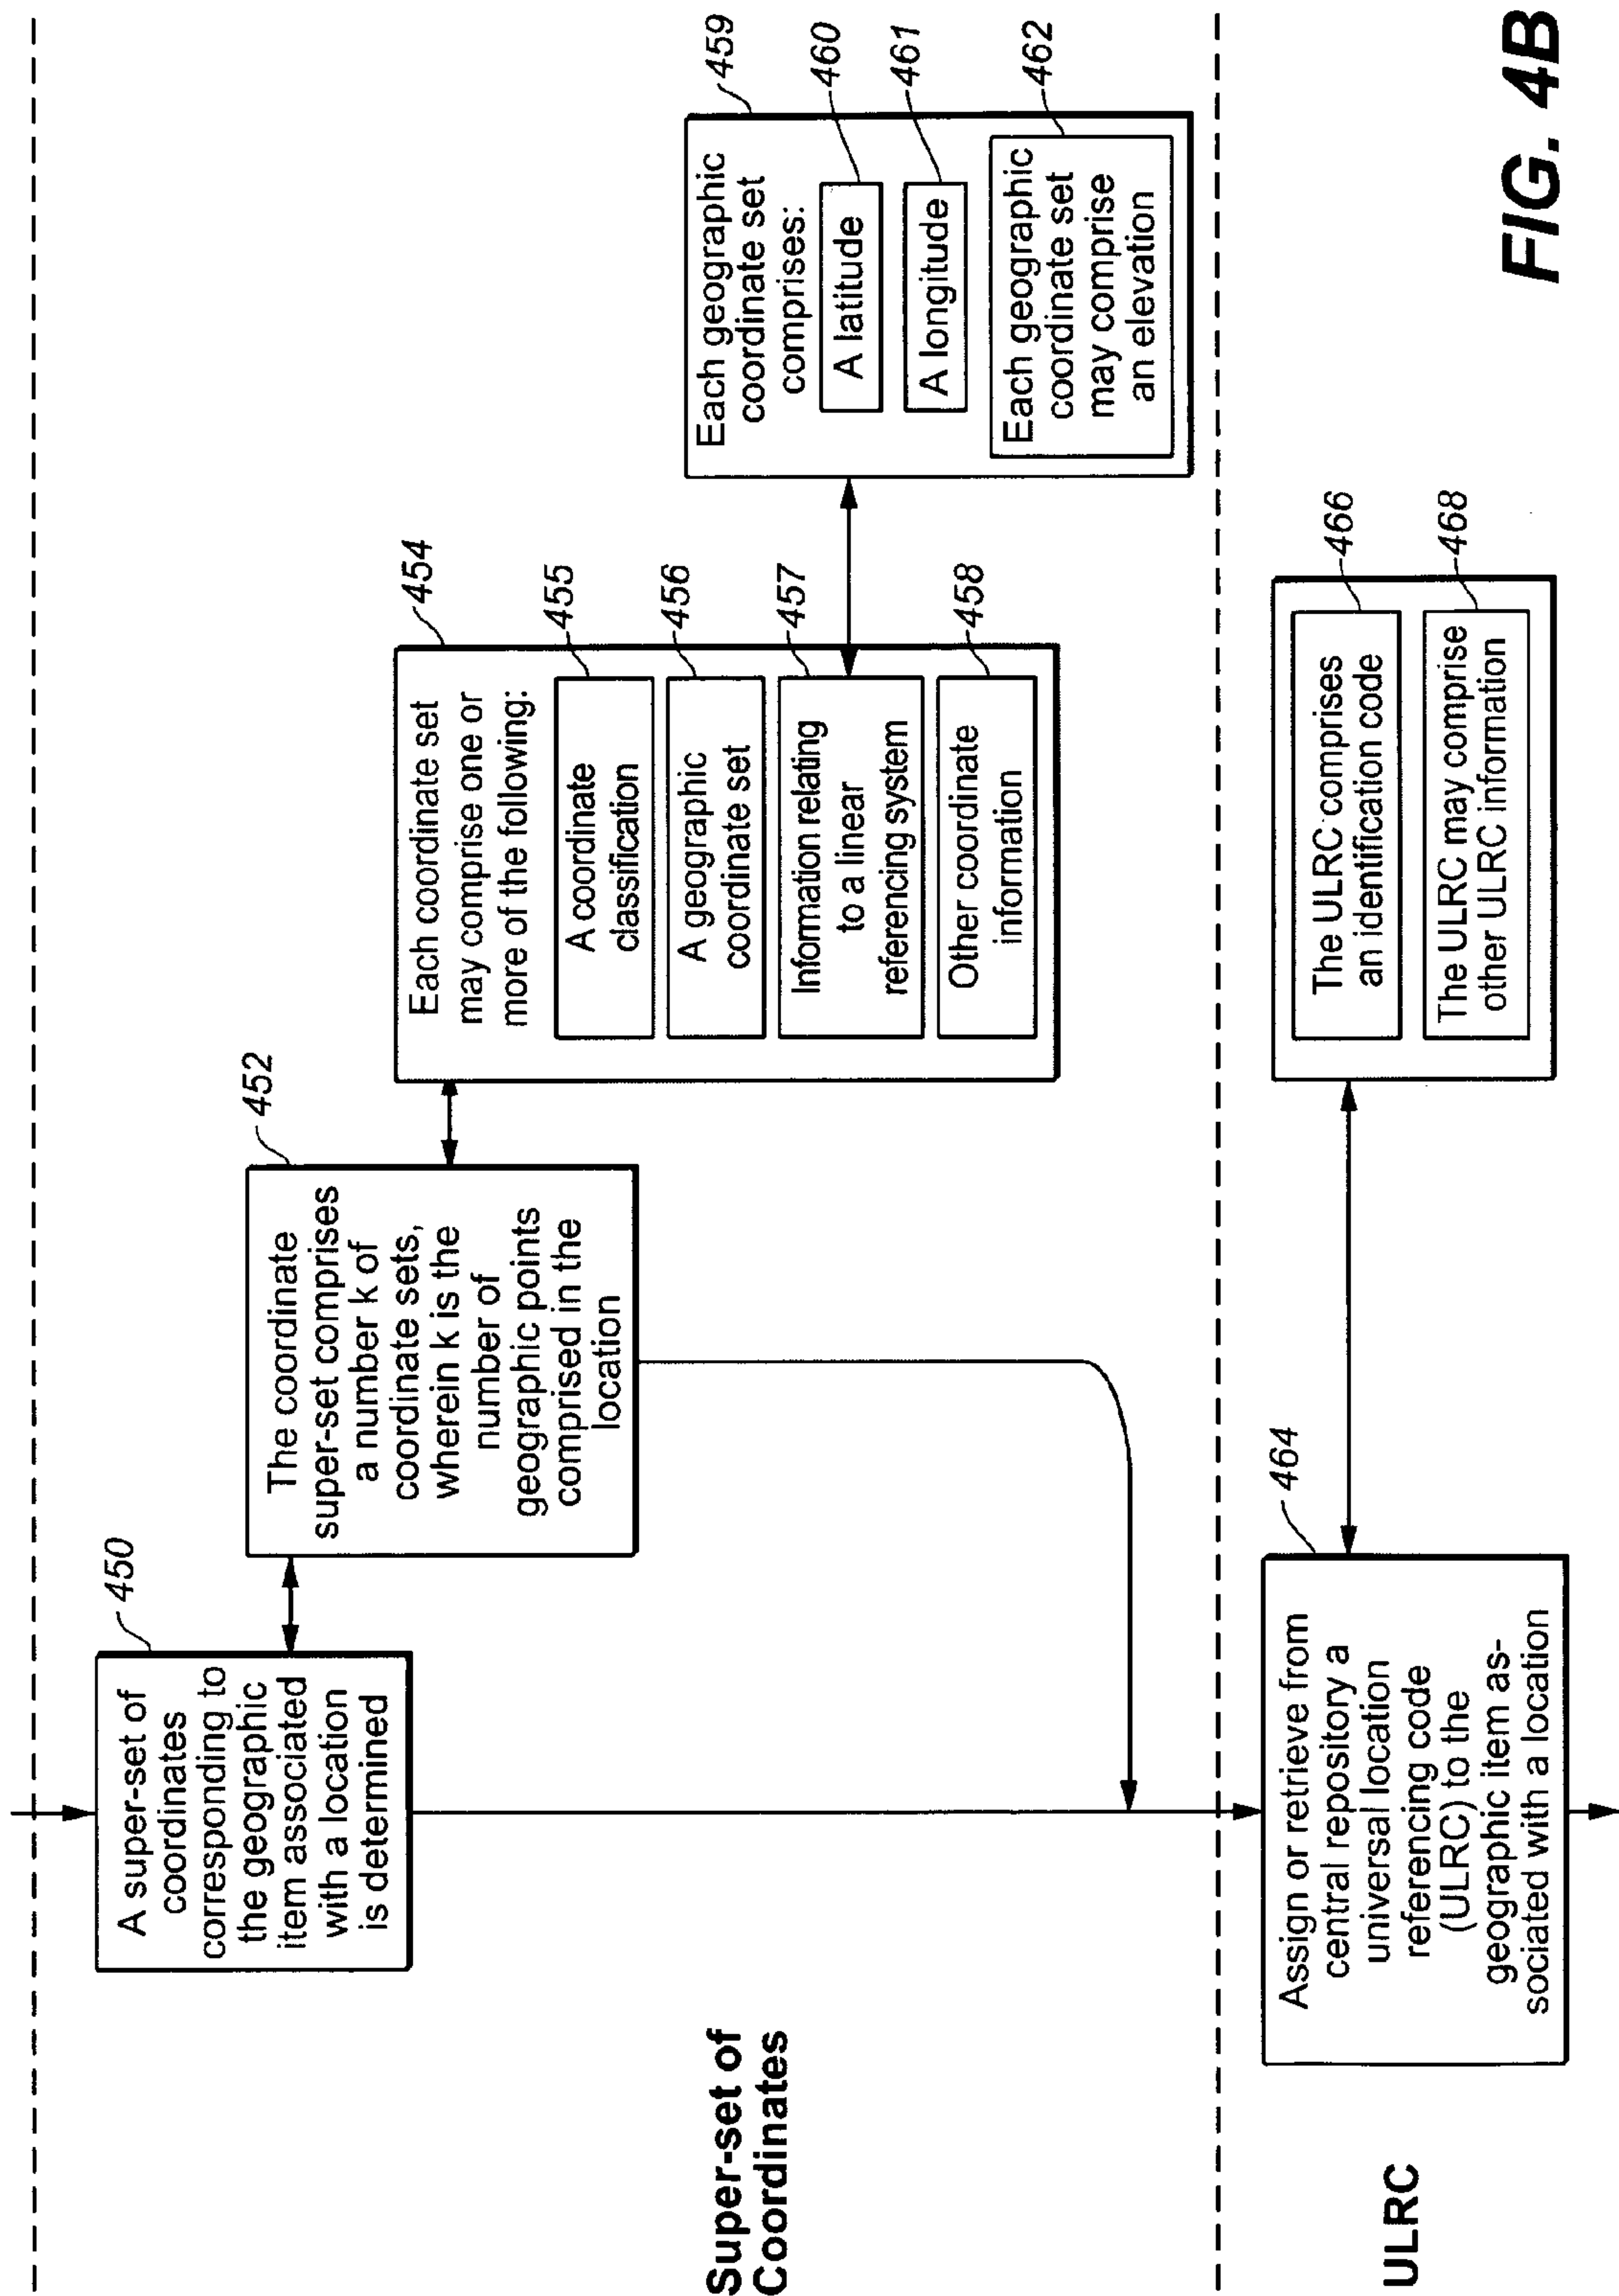 450
A super-set of
coordinates
corresponding to
the geographic
item associated
with a location
is determined
452
The coordinate
super-set comprises
a number k of
coordinate sets,
wherein k is the
number of
geographic points
comprised in the
location
454
Each coordinate set
may comprise one or
more of the following:
455
A coordinate
classification
456
A geographic
coordinate set
457
Information relating
to a linear
referencing system
458
Other coordinate
information
459
Each geographic
coordinate set
comprises:
460
A latitude
461
A longitude
462
Each geographic
coordinate set
may comprise
an elevation
Super-set of
Coordinates
ULRC
464
Assign or retrieve from
central repository a
universal location
referencing code
(ULRC) to the
geographic item as-
sociated with a location
466
The ULRC comprises
an identification code
468
The ULRC may comprise
other ULRC information
FIG. 4B